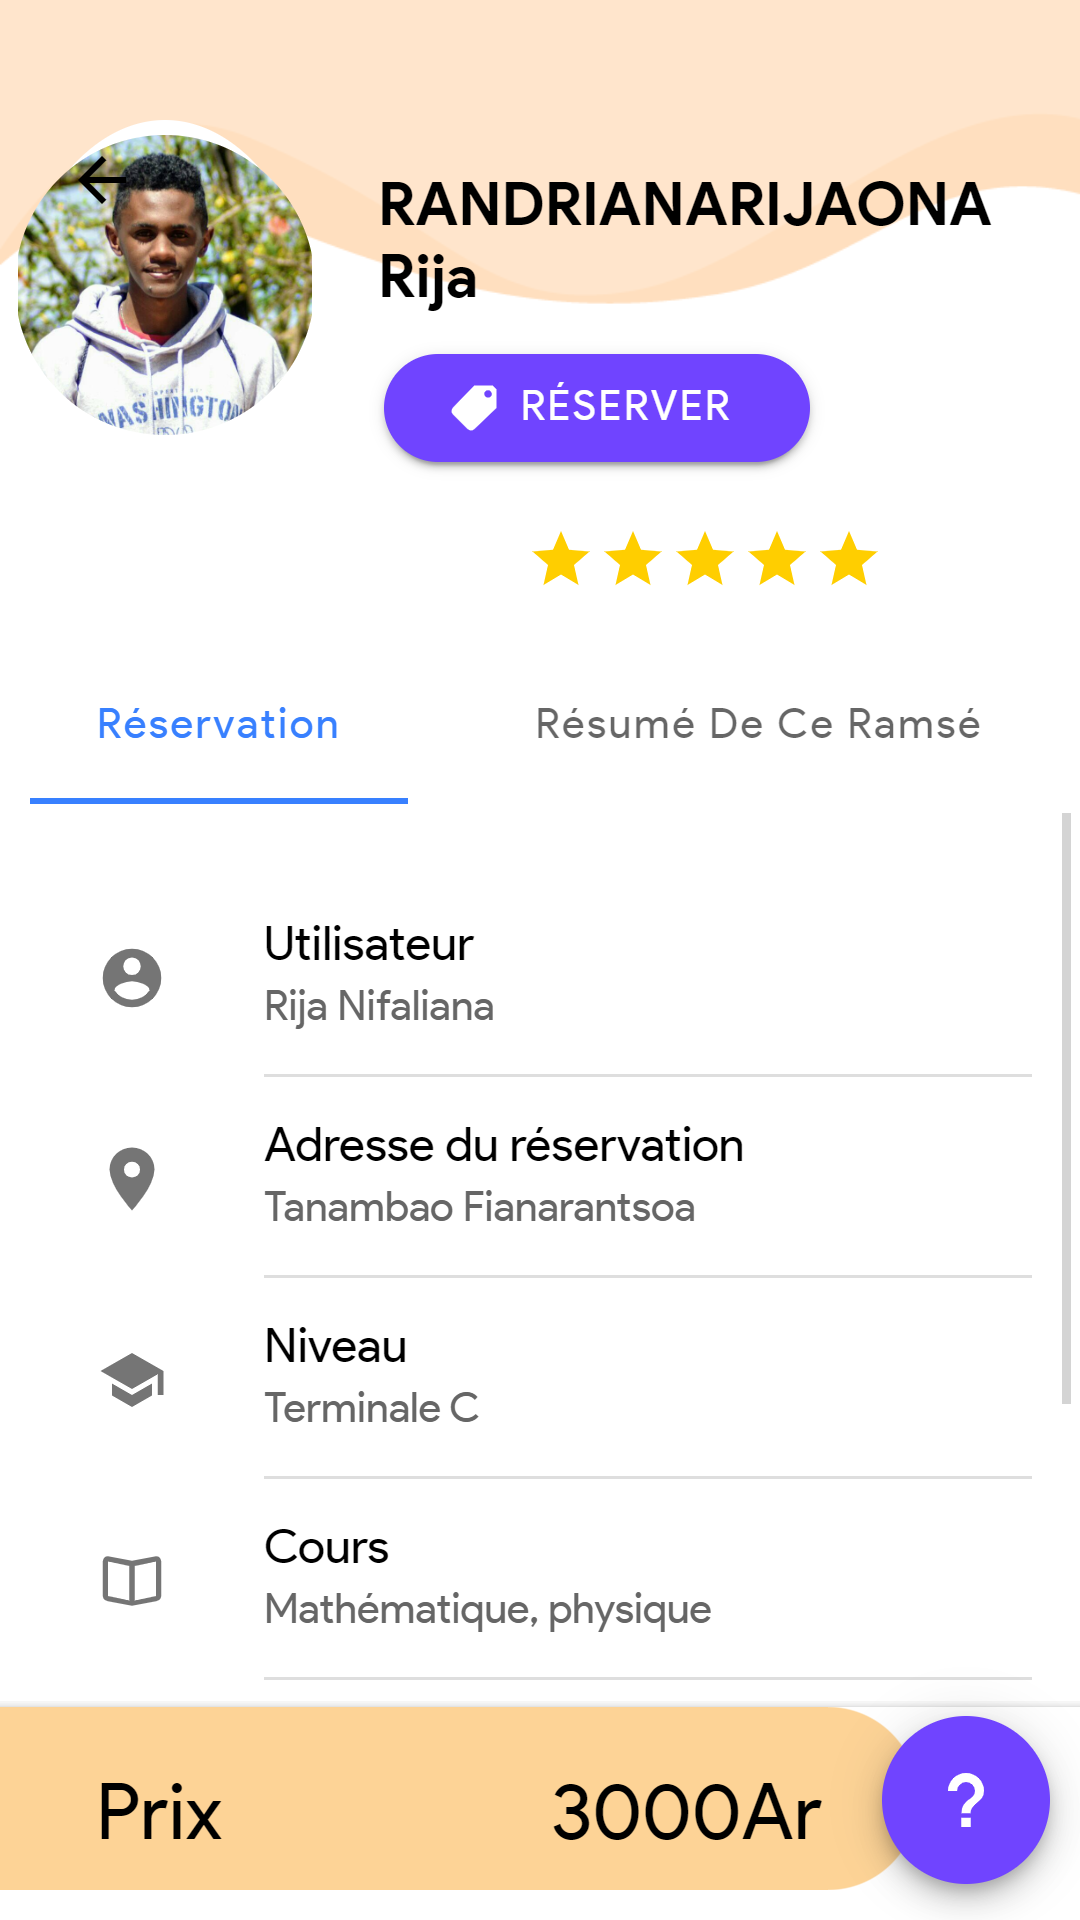 RANDRIANARIJAONA
Rija
RÉSERVER
Réservation
Résumé De Ce Ramsé
WASHINGTON
Utilisateur
Rija Nifaliana
Adresse du réservation
Tanambao Fianarantsoa
Niveau
Terminale C
Cours
Mathématique, physique
Prix
3000Ar
?